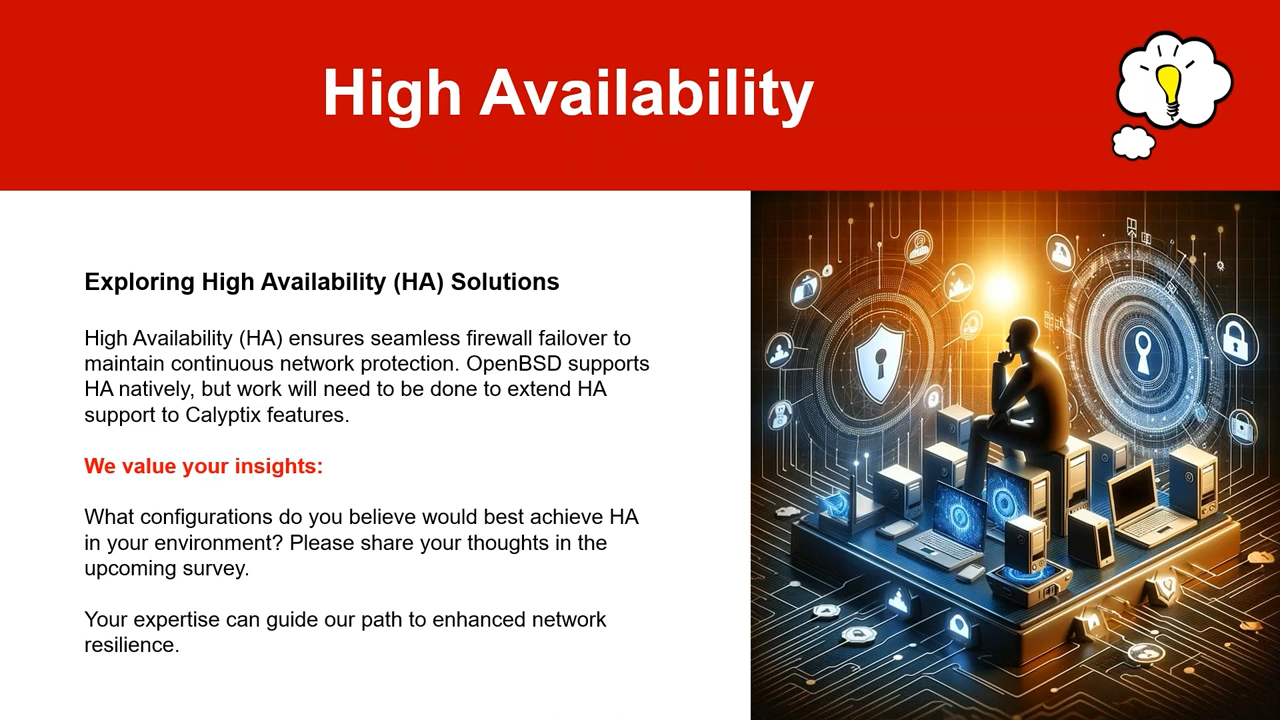 High Availability
Exploring High Availability (HA) Solutions
High Availability (HA) ensures seamless firewall failover to
maintain continuous network protection. OpenBSD supports
HA natively, but work will need to be done to extend HA
support to Calyptix features.
We value your insights:
What configurations do you believe would best achieve HA
in your environment? Please share your thoughts in the
upcoming survey.
Your expertise can guide our path to enhanced network
resilience.